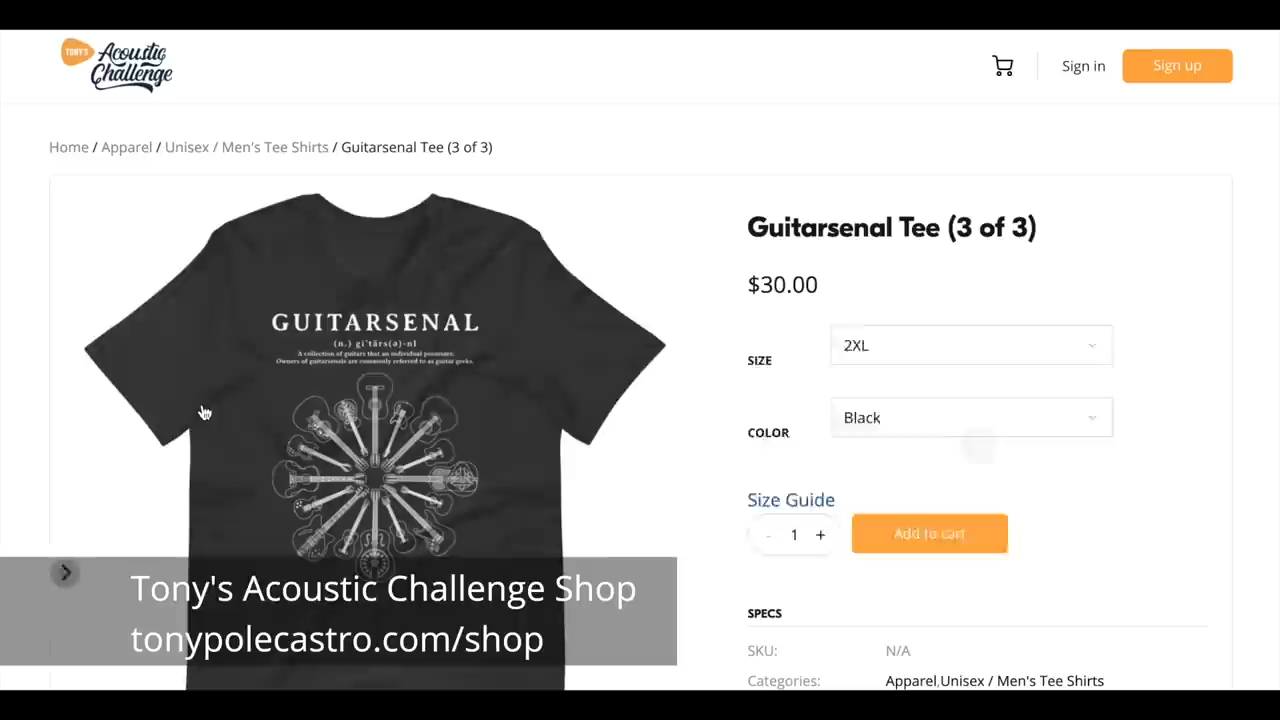 TONY'S
Acoustic
Challenge
Sign in
Sign up
Home / Apparel / Unisex / Men's Tee Shirts / Guitarsenal Tee (3 of 3)
GUITARSENAL
(n.) gi'tärs(ə)-nl
A collection of guitars that an individual possesses.
Owners of guitarsenals are commonly referred to as guitar geeks.
Guitarsenal Tee (3 of 3)
$30.00
SIZE
2XL
COLOR
Black
Size Guide
- 1 +
Add to cart
SPECS
SKU: N/A
Categories: Apparel,Unisex / Men's Tee Shirts
Tony's Acoustic Challenge Shop
tonypolecastro.com/shop